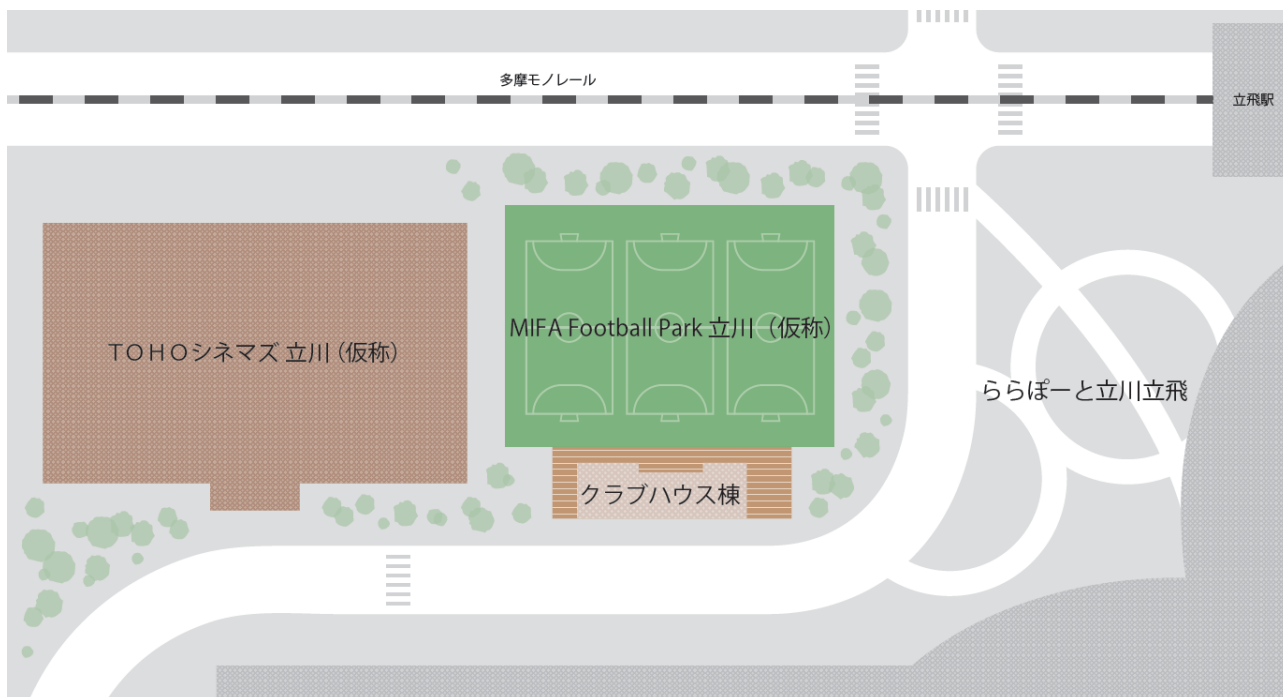 多摩モノレール
立飛駅
MIFA Football Park 立川（仮称）
ＴＯＨＯシネマズ 立川（仮称）
ららぽーと立川立飛
クラブハウス棟